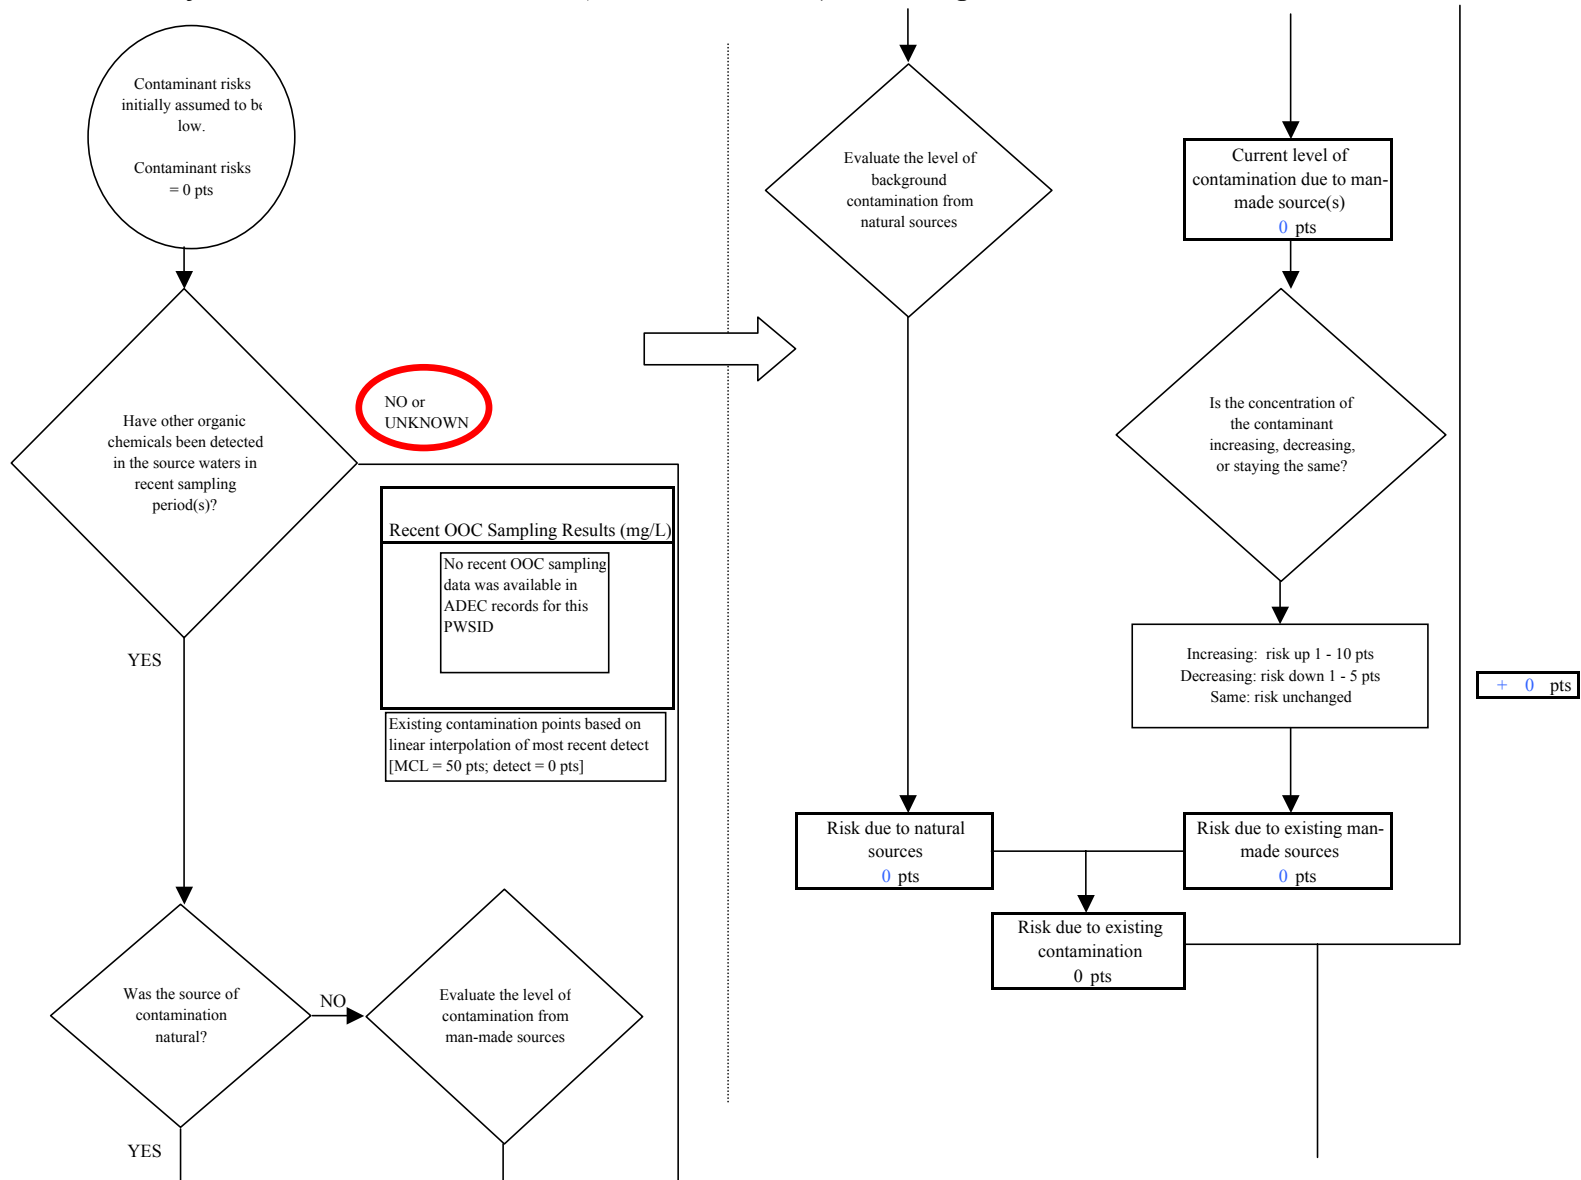 Contaminant risks
initially assumed to be
low.
Contaminant risks
= 0 pts
Have other organic
chemicals been detected
in the source waters in
recent sampling
period(s)?
NO or
UNKNOWN
Recent OOC Sampling Results (mg/L)
No recent OOC sampling
data was available in
ADEC records for this
PWSID
Existing contamination points based on
linear interpolation of most recent detect
[MCL = 50 pts; detect = 0 pts]
YES
Was the source of
contamination
natural?
NO
Evaluate the level of
contamination from
man-made sources
YES
Evaluate the level of
background
contamination from
natural sources
Current level of
contamination due to man-
made source(s)
0 pts
Is the concentration of
the contaminant
increasing, decreasing,
or staying the same?
Increasing: risk up 1 - 10 pts
Decreasing: risk down 1 - 5 pts
Same: risk unchanged
+ 0 pts
Risk due to natural
sources
0 pts
Risk due to existing man-
made sources
0 pts
Risk due to existing
contamination
0 pts